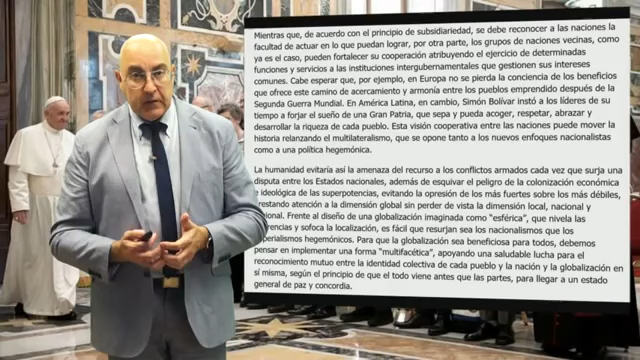 Mientras que, de acuerdo con el principio de subsidiariedad, se debe reconocer a las naciones la
facultad de actuar en lo que puedan lograr, por otra parte, los grupos de naciones vecinas, como
ya es el caso, pueden fortalecer su cooperación atribuyendo el ejercicio de determinadas
funciones y servicios a las instituciones intergubernamentales que gestionen sus intereses
comunes. Cabe esperar que, por ejemplo, en Europa no se pierda la conciencia de los beneficios
que ofrece este camino de acercamiento y armonía entre los pueblos emprendido después de la
Segunda Guerra Mundial. En América Latina, en cambio, Simón Bolívar instó a los líderes de su
tiempo a forjar el sueño de una Gran Patria, que sepa y pueda acoger, respetar, abrazar y
desarrollar la riqueza de cada pueblo. Esta visión cooperativa entre las naciones puede mover la
historia relanzando el multilateralismo, que se opone tanto a los nuevos enfoques nacionalistas
como a una política hegemónica.
La humanidad evitaría así la amenaza del recurso a los conflictos armados cada vez que surja una
disputa entre los Estados nacionales, además de esquivar el peligro de la colonización económica
e ideológica de las superpotencias, evitando la opresión de los más fuertes sobre los más débiles,
restando atención a la dimensión global sin perder de vista la dimensión local, nacional y
gional. Frente al diseño de una globalización imaginada como "esférica", que nivela las
erencias y sofoca la localización, es fácil que resurjan sea los nacionalismos que los
perialismos hegemónicos. Para que la globalización sea beneficiosa para todos, debemos
pensar en implementar una forma "multifacética", apoyando una saludable lucha para el
reconocimiento mutuo entre la identidad colectiva de cada pueblo y la nación y la globalización en
sí misma, según el principio de que el todo viene antes que las partes, para llegar a un estado
general de paz y concordia.